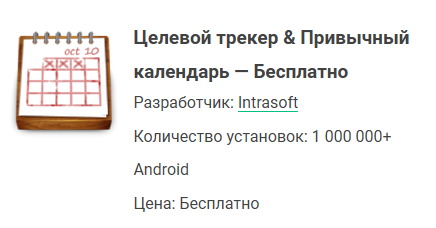 oct 10
Целевой трекер & Привычный
календарь — Бесплатно
Разработчик: Intrasoft
Количество установок: 1 000 000+
Android
Цена: Бесплатно